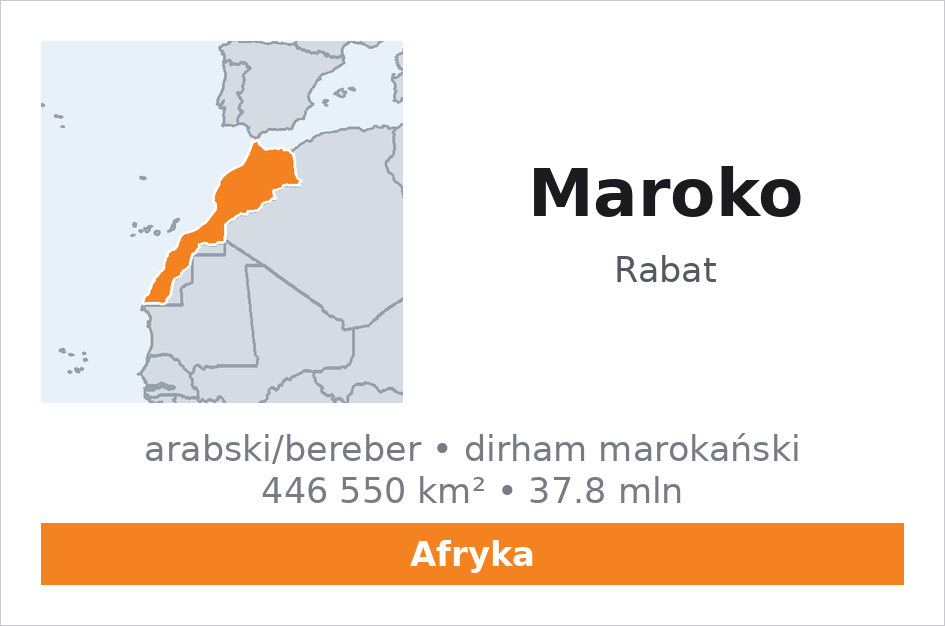 Maroko
Rabat
arabski/bereber • dirham marokański
446 550 km² • 37.8 mln
Afryka